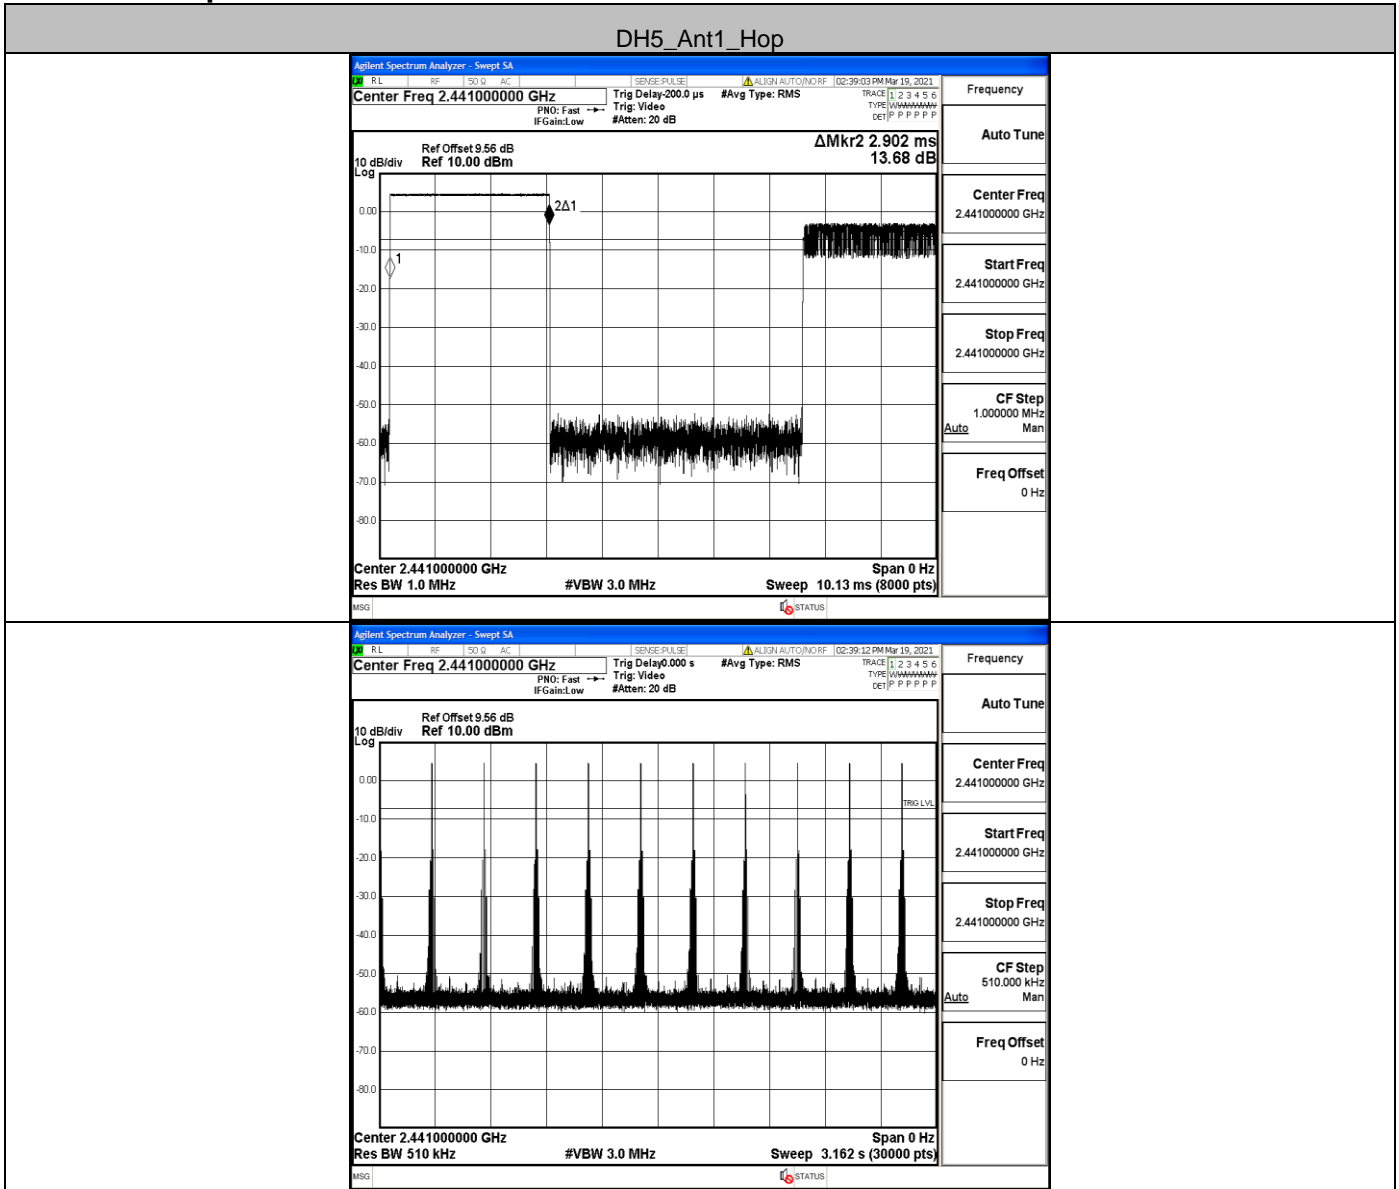 DH5_Ant1_Hop
Agilent Spectrum Analyzer - Swept SA
RL RF 50 Ω AC SENSE:PULSE ALIGN AUTO/NO RF 02:39:03 PM Mar 19, 2021
Center Freq 2.441000000 GHz
PNO: Fast
IFGain:Low
Trig Delay-200.0 µs
Trig: Video
#Atten: 20 dB
#Avg Type: RMS
TRACE 1 2 3 4 5 6
TYPE
DET P P P P P P
Ref Offset 9.56 dB
10 dB/div Ref 10.00 dBm
Log
ΔMkr2 2.902 ms
13.68 dB
0.00
-10.0
-20.0
-30.0
-40.0
-50.0
-60.0
-70.0
-80.0
1
2Δ1
Center 2.441000000 GHz Span 0 Hz
Res BW 1.0 MHz #VBW 3.0 MHz Sweep 10.13 ms (8000 pts)
MSG STATUS
Frequency
Auto Tune
Center Freq
2.441000000 GHz
Start Freq
2.441000000 GHz
Stop Freq
2.441000000 GHz
CF Step
1.000000 MHz
Auto Man
Freq Offset
0 Hz
Agilent Spectrum Analyzer - Swept SA
RL RF 50 Ω AC SENSE:PULSE ALIGN AUTO/NO RF 02:39:12 PM Mar 19, 2021
Center Freq 2.441000000 GHz
PNO: Fast
IFGain:Low
Trig Delay0.000 s
Trig: Video
#Atten: 20 dB
#Avg Type: RMS
TRACE 1 2 3 4 5 6
TYPE
DET P P P P P P
Ref Offset 9.56 dB
10 dB/div Ref 10.00 dBm
Log
0.00
-10.0
-20.0
-30.0
-40.0
-50.0
-60.0
-70.0
-80.0
TRIG LVL
Center 2.441000000 GHz Span 0 Hz
Res BW 510 kHz #VBW 3.0 MHz Sweep 3.162 s (30000 pts)
MSG STATUS
Frequency
Auto Tune
Center Freq
2.441000000 GHz
Start Freq
2.441000000 GHz
Stop Freq
2.441000000 GHz
CF Step
510.000 kHz
Auto Man
Freq Offset
0 Hz